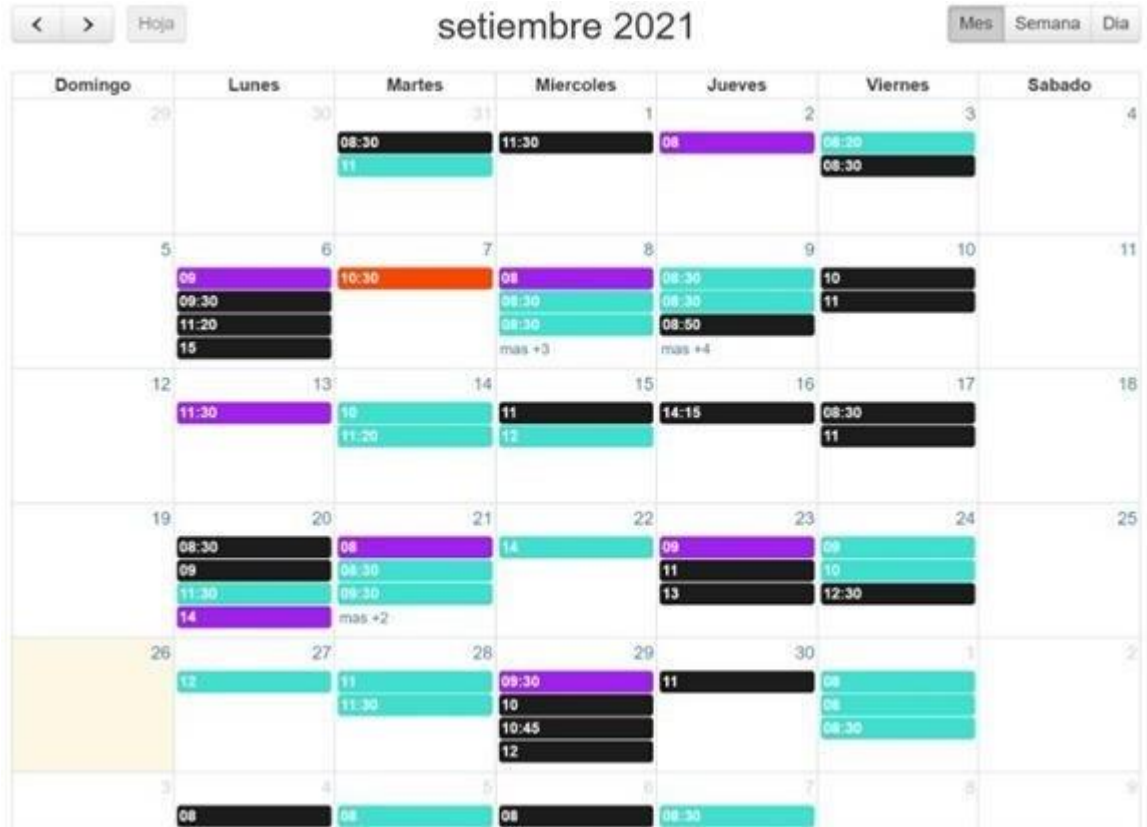 < > Hoja setiembre 2021 Mes Semana Dia
Domingo Lunes Martes Miercoles Jueves Viernes Sabado
29 30 31 1 2 3 4
08:30 11:30 08 08:20
11 08:30
5 6 7 8 9 10 11
09 10:30 08 08:30 10
09:30 08:30 08:30 11
11:20 08:30 08:50
15 mas +3 mas +4
12 13 14 15 16 17 18
11:30 10 11 14:15 08:30
11:20 12 11
19 20 21 22 23 24 25
08:30 08 14 09 09
09 08:30 11 10
11:30 09:30 13 12:30
14 mas +2
26 27 28 29 30 1 2
12 11 09:30 11 08
11:30 10 08
10:45 08:30
12
3 4 5 6 7 8 9
08 08 08 08:30